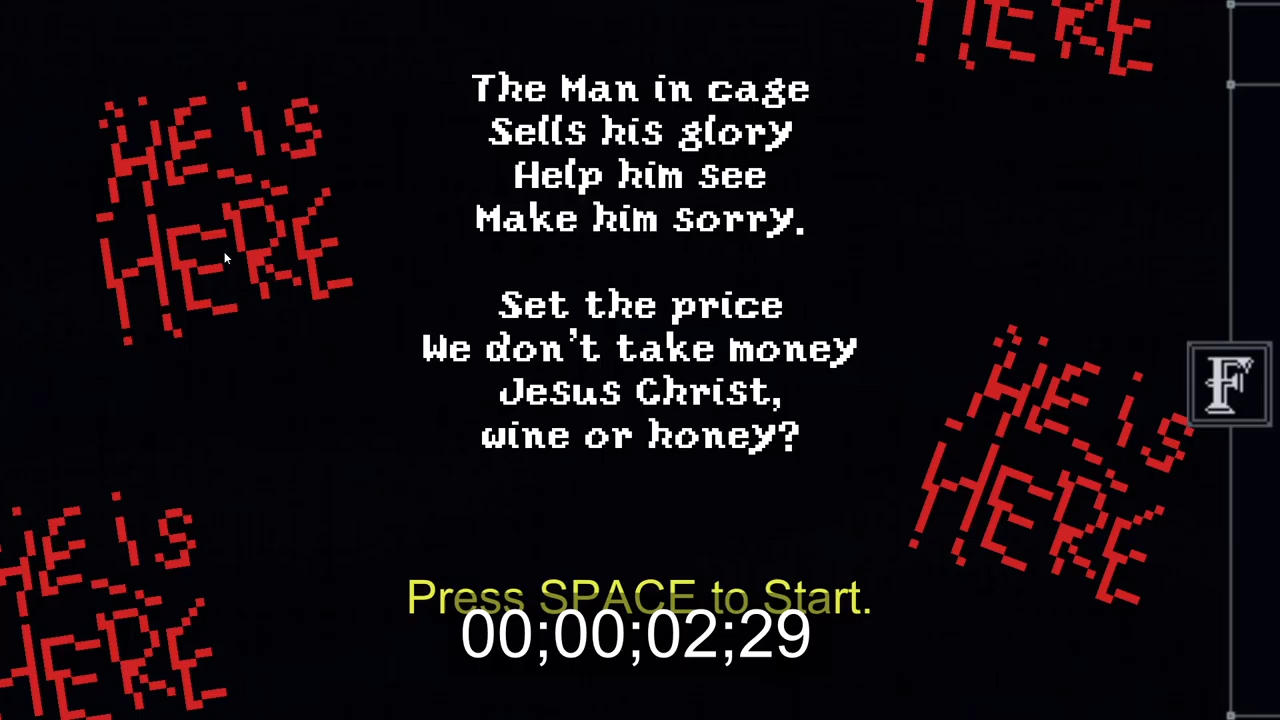 HERE
HE is
HERE
The Man in cage
Sells his glory
Help him see
Make him sorry.
Set the price
We don't take money
Jesus Christ,
wine or honey?
HE is
HERE
F
HE is
HERE
Press SPACE to Start.
00;00;02;29